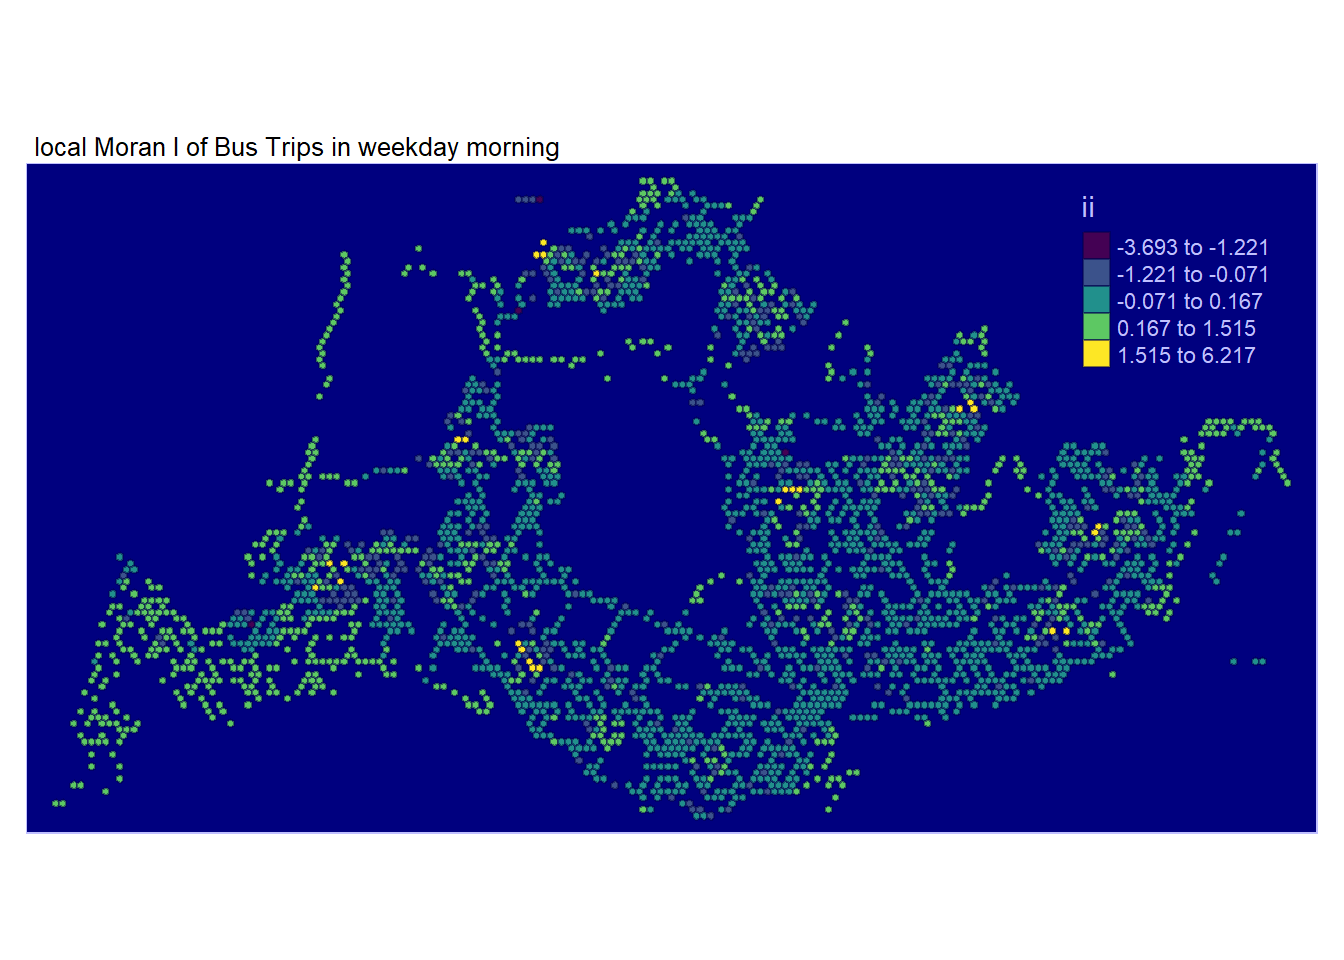 local Moran I of Bus Trips in weekday morning
ii
-3.693 to -1.221
-1.221 to -0.071
-0.071 to 0.167
0.167 to 1.515
1.515 to 6.217